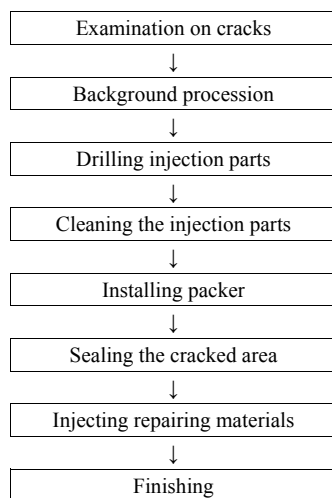 Examination on cracks
↓
Background procession
↓
Drilling injection parts
↓
Cleaning the injection parts
↓
Installing packer
↓
Sealing the cracked area
↓
Injecting repairing materials
↓
Finishing